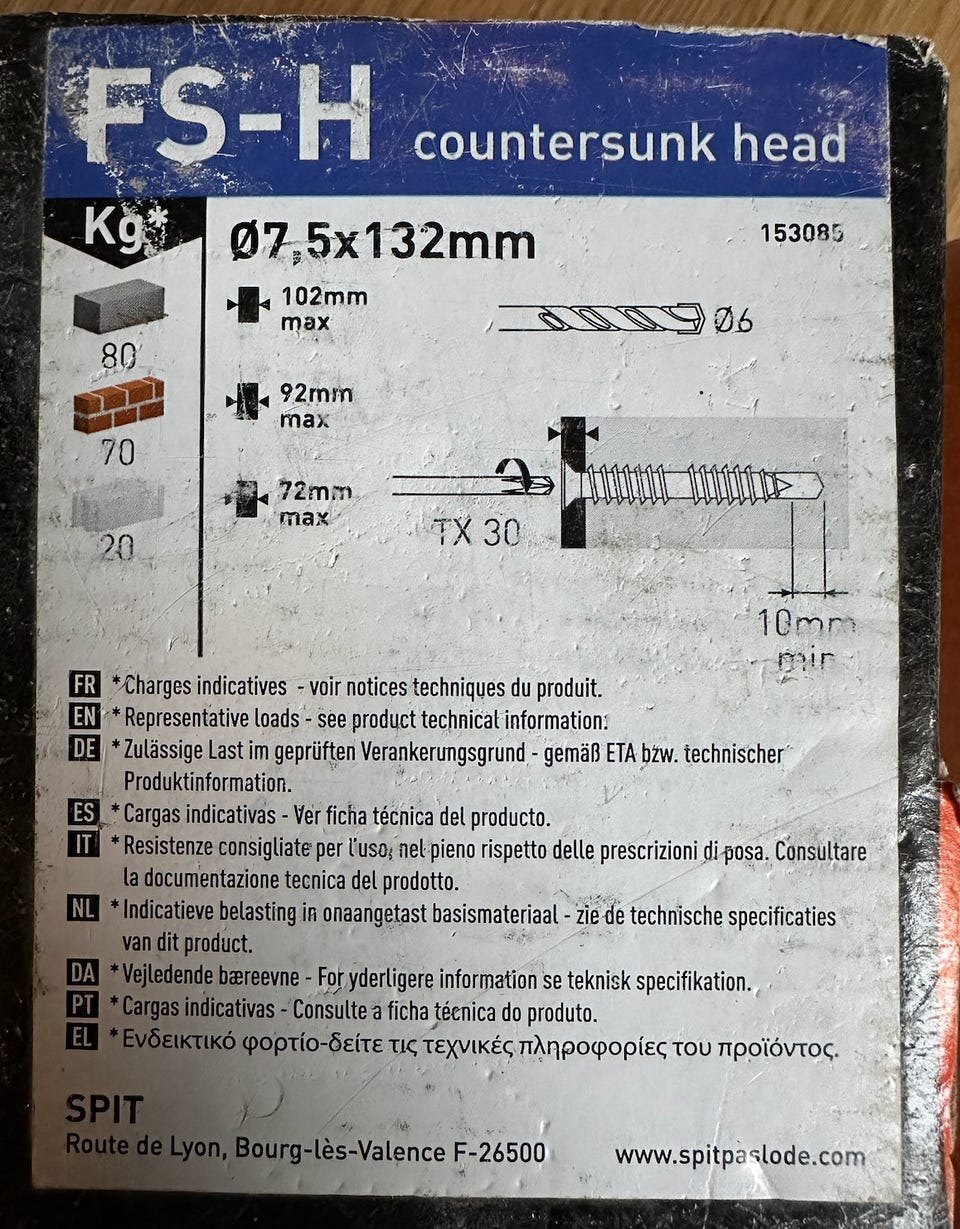 FS-H countersunk head
Kg*
Ø7,5x132mm
153085
80
102mm
max
Ø6
70
92mm
max
20
72mm
max
TX 30
10mm
min
FR *Charges indicatives - voir notices techniques du produit.
EN *Representative loads - see product technical information.
DE *Zulässige Last im geprüften Verankerungsgrund - gemäß ETA bzw. technischer
Produktinformation.
ES *Cargas indicativas - Ver ficha técnica del producto.
IT *Resistenze consigliate per l'uso, nel pieno rispetto delle prescrizioni di posa. Consultare
la documentazione tecnica del prodotto.
NL *Indicatieve belasting in onaangetast basismateriaal - zie de technische specificaties
van dit product.
DA *Vejledende bæreevne - For yderligere information se teknisk specifikation.
PT *Cargas indicativas - Consulte a ficha técnica do produto.
EL *Ενδεικτικό φορτίο-δείτε τις τεχνικές πληροφορίες του προϊόντος.
SPIT
Route de Lyon, Bourg-lès-Valence F-26500
www.spitpaslode.com